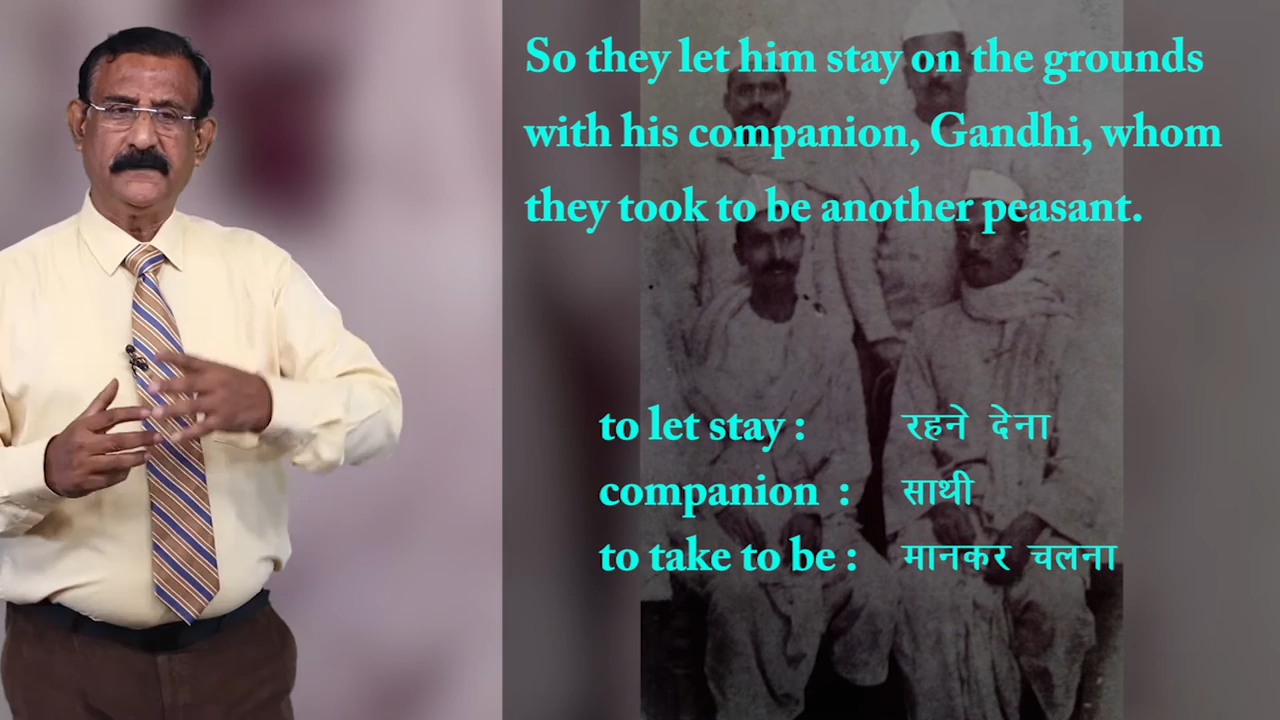 So they let him stay on the grounds
with his companion, Gandhi, whom
they took to be another peasant.
to let stay : रहने देना
companion : साथी
to take to be : मानकर चलना